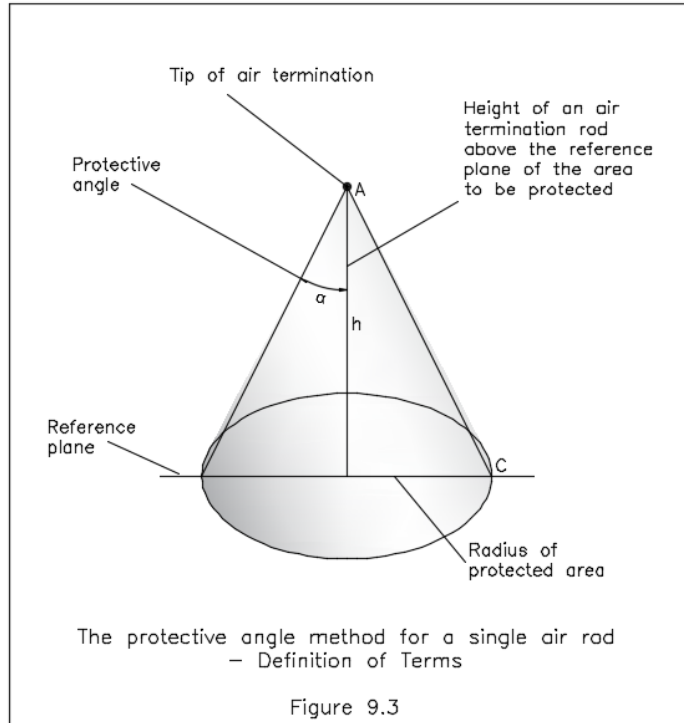 Tip of air termination
Height of an air
termination rod
above the reference
plane of the area
to be protected
Protective
angle
A
α
h
Reference
plane
C
Radius of
protected area
The protective angle method for a single air rod
– Definition of Terms
Figure 9.3